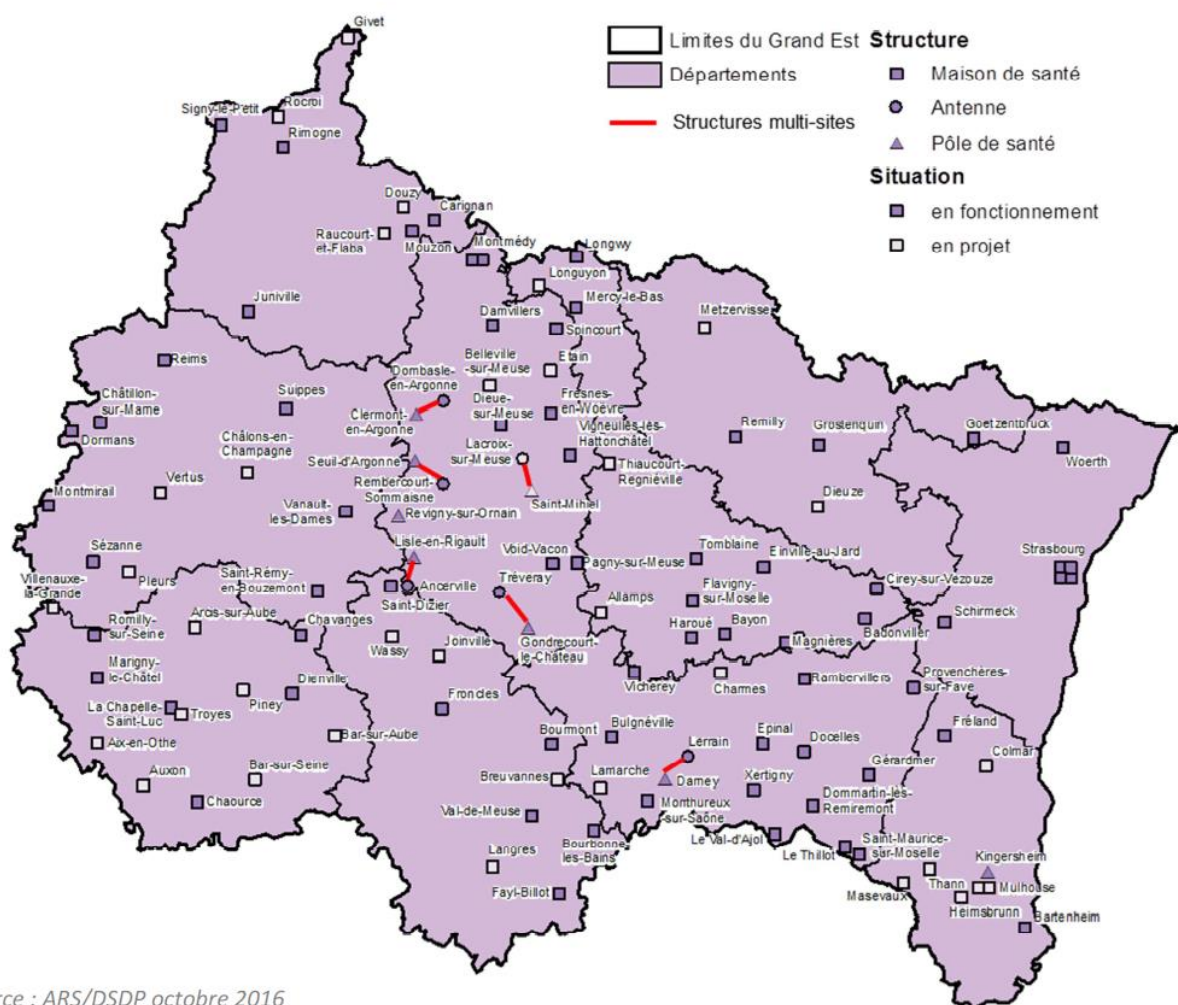 Givet
Limites du Grand Est
Départements
Structures multi-sites
Structure
Maison de santé
Antenne
Pôle de santé
Situation
en fonctionnement
en projet
Signy-le-Petit
Rocroi
Rimogne
Douzy
Carignan
Raucourt-
et-Flaba
Mouzon
Montmédy
Longwy
Longuyon
Juniville
Mercy-le-Bas
Metzervisse
Damvillers
Spincourt
Reims
Belleville
-sur-Meuse
Etain
Dombasle-
en-Argonne
Châtillon-
sur-Marne
Suippes
Dieue-
sur-Meuse
Fresnes-
en-Woëvre
Clermont-
en-Argonne
Dormans
Châlons-en-
Champagne
Lacroix-
sur-Meuse
Vigneulles-lès-
Hattonchâtel
Remilly
Grostenquin
Goetzenbruck
Woerth
Seuil-d'Argonne
Thiaucourt-
Regniéville
Vertus
Montmirail
Rembercourt-
Sommaisne
Saint-Mihiel
Dieuze
Vanault-
les-Dames
Revigny-sur-Ornain
Sézanne
Pleurs
Lisle-en-Rigault
Void-Vacon
Pagny-sur-Meuse
Tomblaine
Einville-au-Jard
Strasbourg
Villenauxe-
la-Grande
Saint-Rémy-
en-Bouzemont
Ancerville
Saint-Dizier
Tréveray
Flavigny-
sur-Moselle
Cirey-sur-Vezouze
Romilly-
sur-Seine
Arcis-sur-Aube
Chavanges
Allamps
Schirmeck
Wassy
Joinville
Gondrecourt-
le-Château
Haroué
Bayon
Magnières
Badonviller
Marigny-
le-Châtel
Dienville
Vicherey
Charmes
Rambervillers
Provenchères-
sur-Fave
La Chapelle-
Saint-Luc
Troyes
Piney
Froncles
Aix-en-Othe
Bar-sur-Aube
Bourmont
Bulgnéville
Epinal
Fréland
Lerrain
Docelles
Colmar
Auxon
Bar-sur-Seine
Breuvannes
Lamarche
Darney
Xertigny
Gérardmer
Chaource
Val-de-Meuse
Monthureux
-sur-Saône
Dommartin-lès-
Remiremont
Bourbonne-
les-Bains
Le Val-d'Ajol
Le Thillot
Saint-Maurice-
sur-Moselle
Langres
Kingersheim
Fayl-Billot
Masevaux
Thann
Mulhouse
Heimsbrunn
Bartenheim
rce : ARS/DSDP octobre 2016